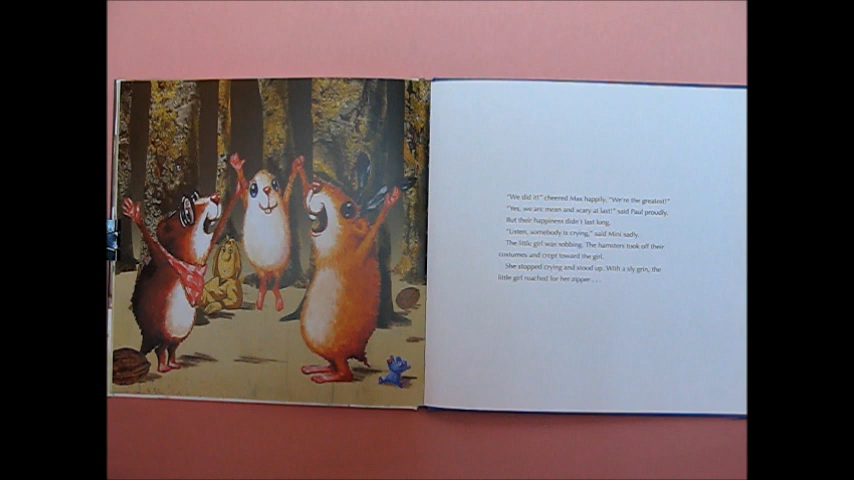 "We did it!" cheered Max happily. "We're the greatest!"
"Yes, we are mean and scary at last!" said Paul proudly.
But their happiness didn't last long.
"Listen, somebody is crying," said Mini sadly.
The little girl was sobbing. The hamsters took off their
costumes and crept toward the girl.
She stopped crying and stood up. With a sly grin, the
little girl reached for her zipper . . .